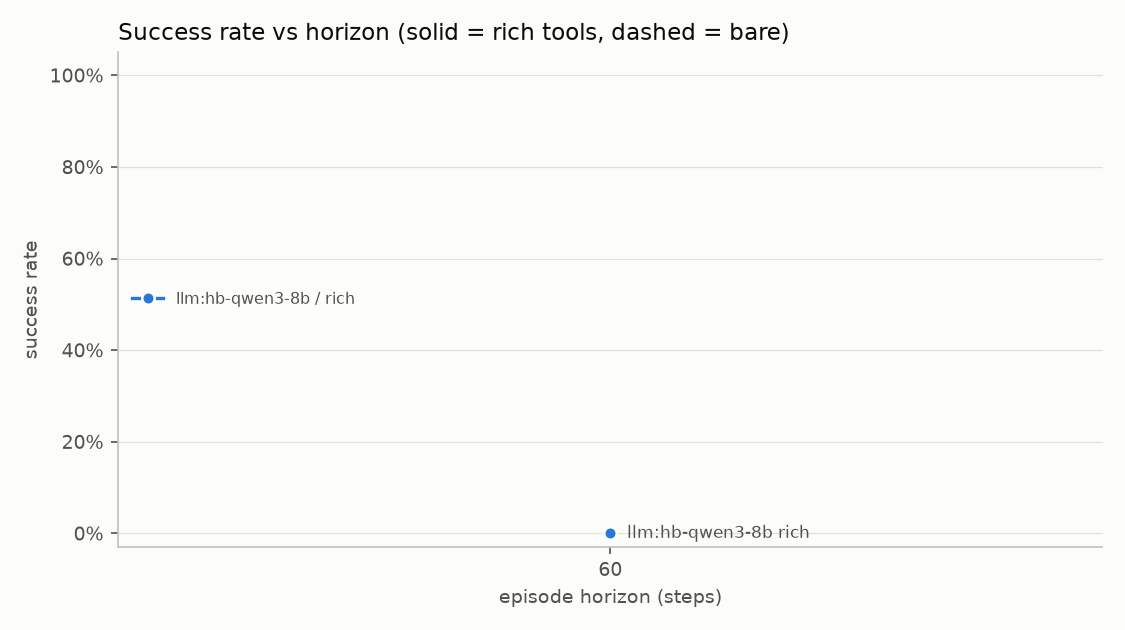 Success rate vs horizon (solid = rich tools, dashed = bare)
100%
80%
60%
40%
20%
0%
success rate
llm:hb-qwen3-8b / rich
llm:hb-qwen3-8b rich
60
episode horizon (steps)